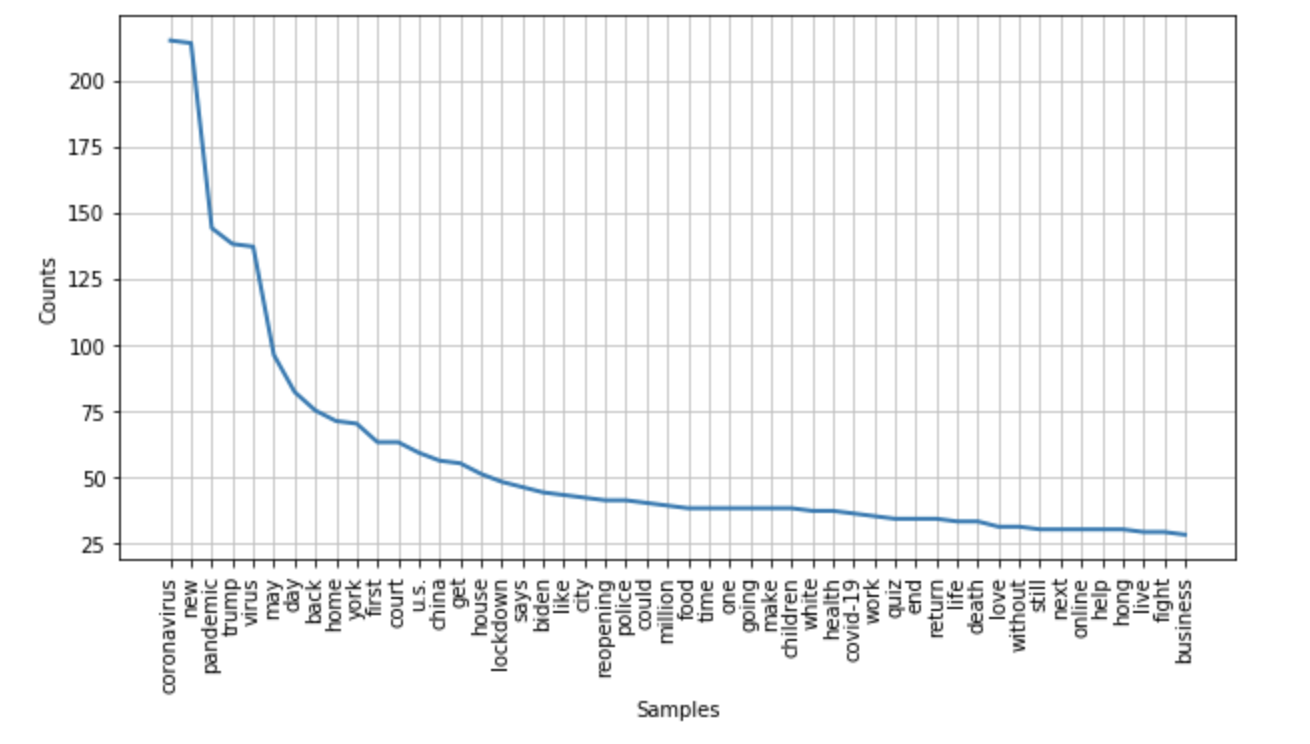 200
175
150
125
100
75
50
25
Counts
coronavirus
new
pandemic
trump
virus
may
day
back
home
york
first
court
u.s.
china
get
house
lockdown
says
biden
like
city
reopening
police
could
million
food
time
one
going
make
children
white
health
covid-19
work
quiz
end
return
life
death
love
without
still
next
online
help
hong
live
fight
business
Samples